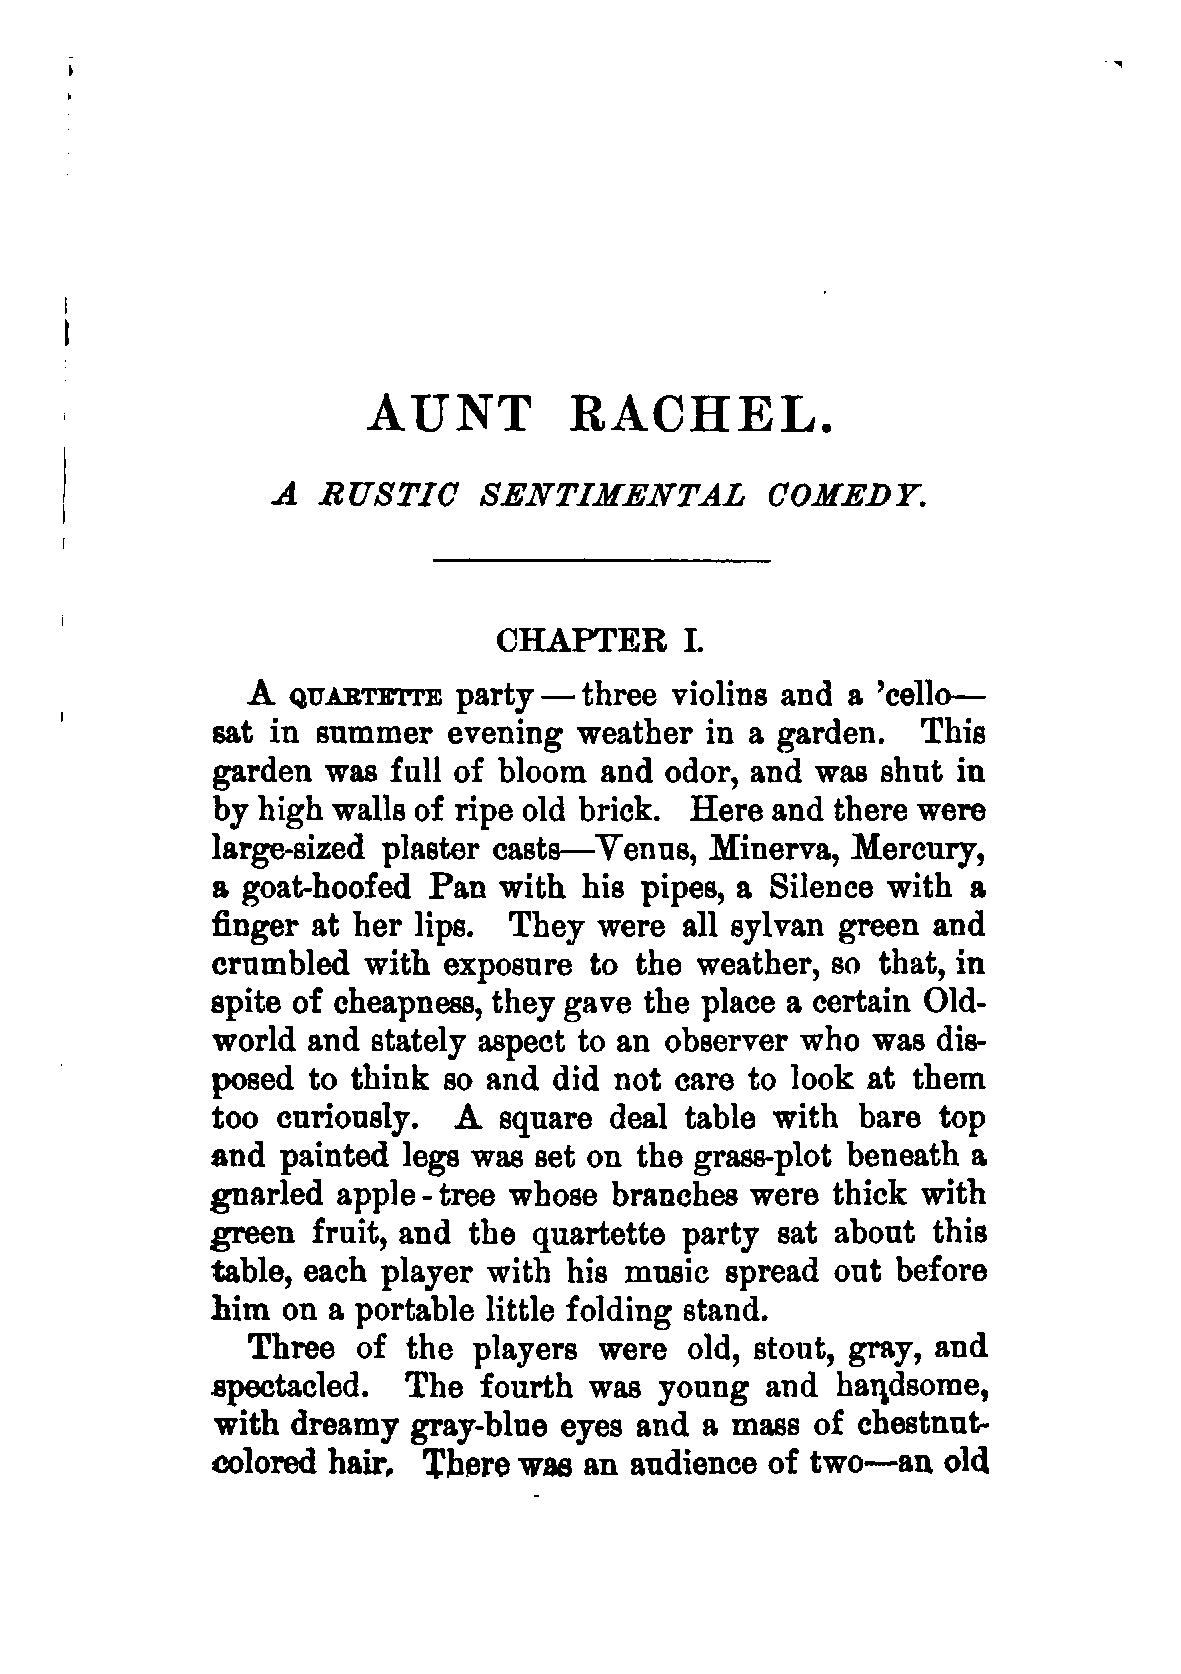 AUNT RACHEL.
A RUSTIC SENTIMENTAL COMEDY.
CHAPTER I.
A QUARTETTE party — three violins and a ’cello—
sat in summer evening weather in a garden. This
garden was full of bloom and odor, and was shut in
by high walls of ripe old brick. Here and there were
large-sized plaster casts—Venus, Minerva, Mercury,
a goat-hoofed Pan with his pipes, a Silence with a
finger at her lips. They were all sylvan green and
crumbled with exposure to the weather, so that, in
spite of cheapness, they gave the place a certain Old-
world and stately aspect to an observer who was dis-
posed to think so and did not care to look at them
too curiously. A square deal table with bare top
and painted legs was set on the grass-plot beneath a
gnarled apple-tree whose branches were thick with
green fruit, and the quartette party sat about this
table, each player with his music spread out before
him on a portable little folding stand.
Three of the players were old, stout, gray, and
spectacled. The fourth was young and handsome,
with dreamy gray-blue eyes and a mass of chestnut-
colored hair. There was an audience of two—an old